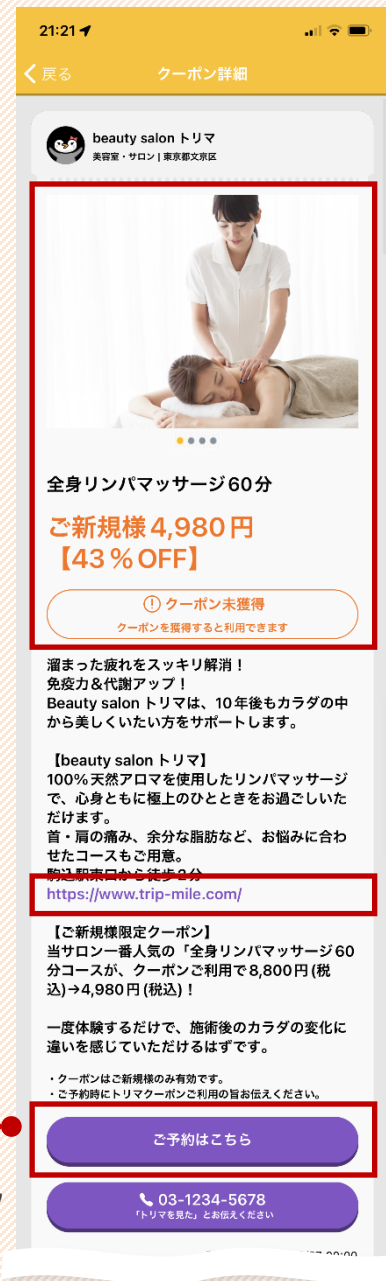 21:21
戻る
クーポン詳細
beauty salon トリマ
美容室・サロン | 東京都文京区
全身リンパマッサージ60分
ご新規様 4,980円
【43%OFF】
クーポン未獲得
クーポンを獲得すると利用できます
溜まった疲れをスッキリ解消！
免疫力&代謝アップ！
Beauty salon トリマは、10年後もカラダの中
から美しくいたい方をサポートします。
【beauty salon トリマ】
100%天然アロマを使用したリンパマッサージ
で、心身ともに極上のひとときをお過ごしいた
だけます。
首・肩の痛み、余分な脂肪など、お悩みに合わ
せたコースもご用意。
駒込駅東口から徒歩2分
https://www.trip-mile.com/
【ご新規様限定クーポン】
当サロン一番人気の「全身リンパマッサージ60
分コースが、クーポンご利用で8,800円(税
込)→4,980円(税込)！
一度体験するだけで、施術後のカラダの変化に
違いを感じていただけるはずです。
・クーポンはご新規様のみ有効です。
・ご予約時にトリマクーポンご利用の旨お伝えください。
ご予約はこちら
03-1234-5678
「トリマを見た」とお伝えください